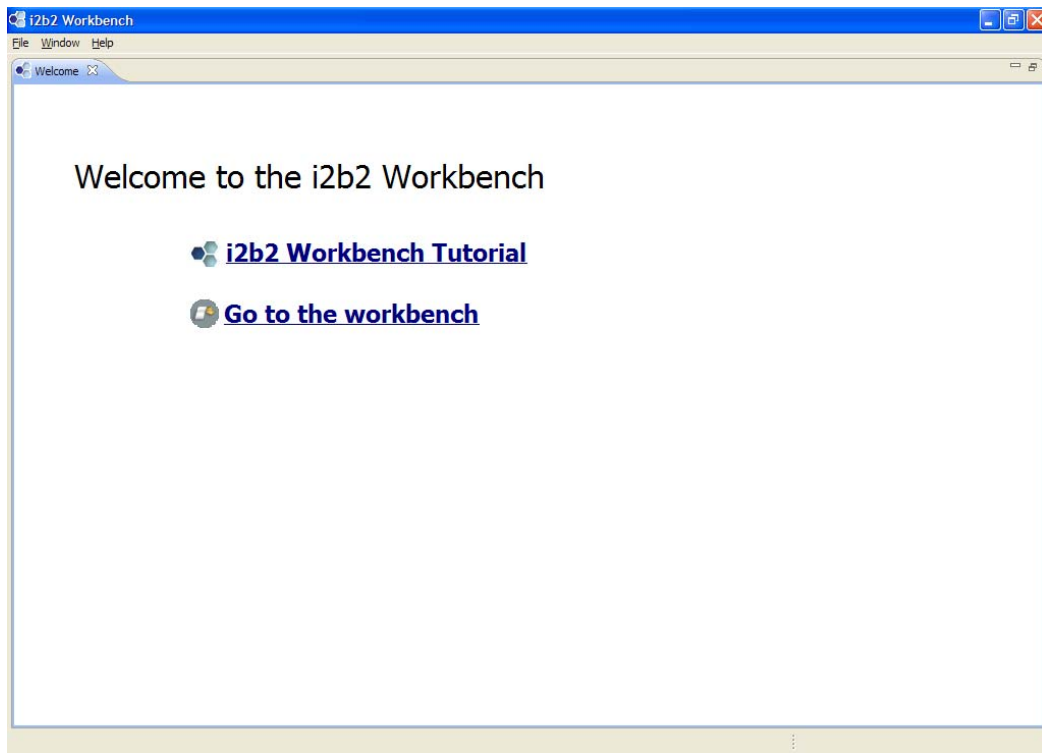 i2b2 Workbench
File Window Help
Welcome
Welcome to the i2b2 Workbench
i2b2 Workbench Tutorial
Go to the workbench